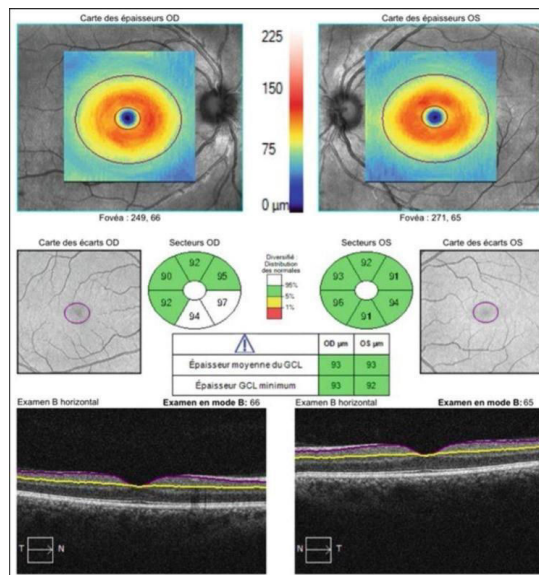 Carte des épaisseurs OD
Carte des épaisseurs OS
225
150
75
0 µm
Fovéa : 249, 66
Fovéa : 271, 65
Carte des écarts OD
Secteurs OD
Diversifié :
Distribution
des normales
95%
5%
1%
Secteurs OS
Carte des écarts OS
92
90
95
92
97
94
92
93
91
95
94
91
OD µm
OS µm
Épaisseur moyenne du GCL
93
93
Épaisseur GCL minimum
93
92
Examen B horizontal
Examen en mode B: 66
Examen B horizontal
Examen en mode B: 65
T
N
N
T